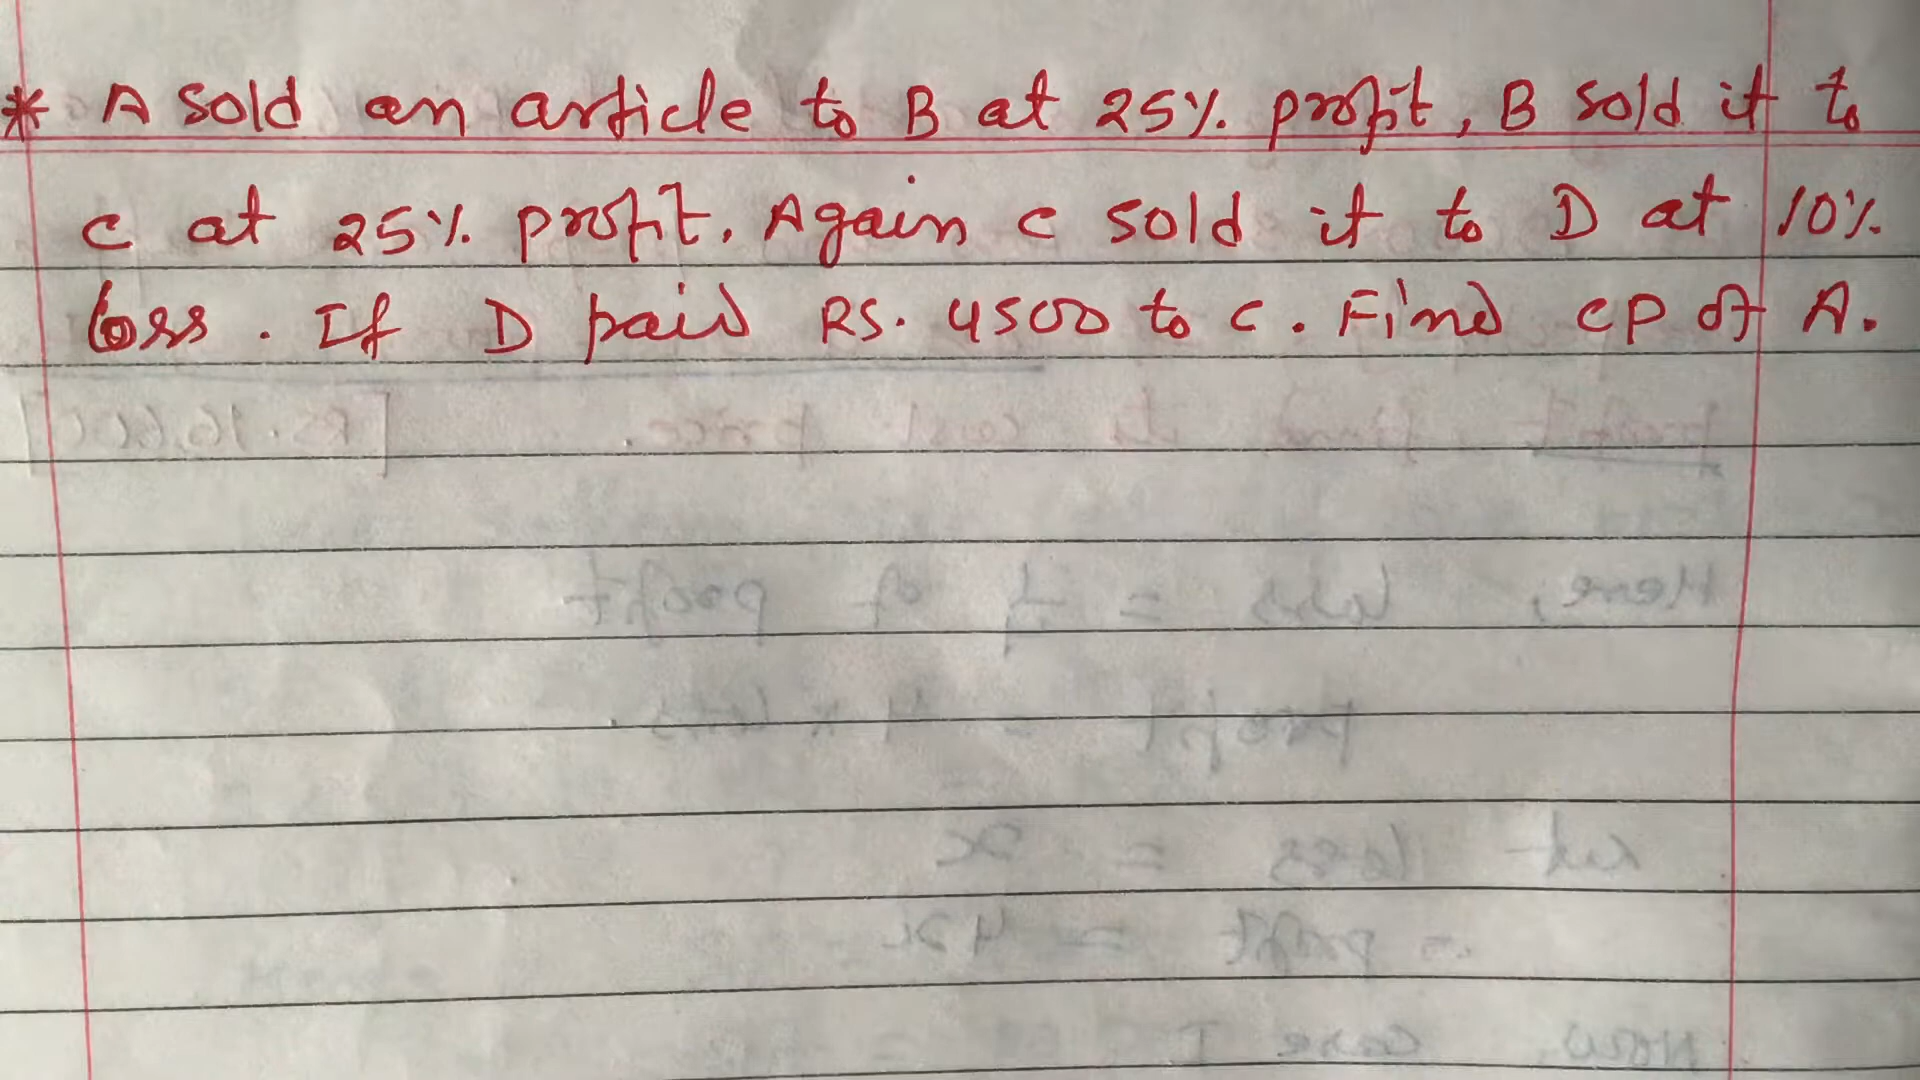 * A sold an article to B at 25% profit, B sold it to
C at 25% profit. Again C sold it to D at 10%
loss. If D paid RS. 4500 to C. Find CP of A.